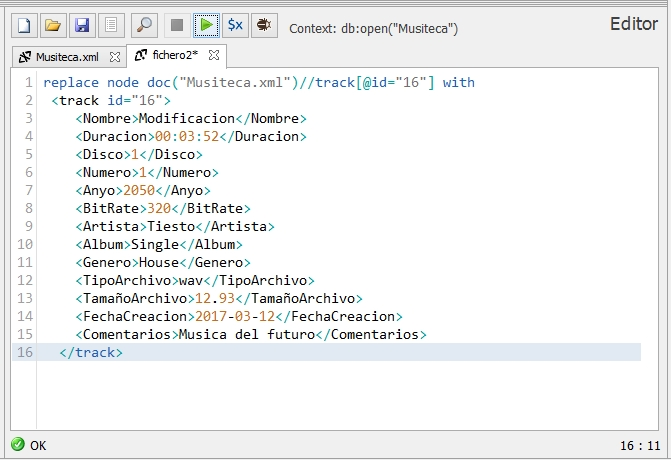 $x
Context: db:open("Musiteca")
Editor
Musiteca.xml
fichero2*
1 replace node doc("Musiteca.xml")//track[@id="16"] with
2 <track id="16">
3 <Nombre>Modificacion</Nombre>
4 <Duracion>00:03:52</Duracion>
5 <Disco>1</Disco>
6 <Numero>1</Numero>
7 <Anyo>2050</Anyo>
8 <BitRate>320</BitRate>
9 <Artista>Tiesto</Artista>
10 <Album>Single</Album>
11 <Genero>House</Genero>
12 <TipoArchivo>wav</TipoArchivo>
13 <TamañoArchivo>12.93</TamañoArchivo>
14 <FechaCreacion>2017-03-12</FechaCreacion>
15 <Comentarios>Musica del futuro</Comentarios>
16 </track>
OK
16 : 11